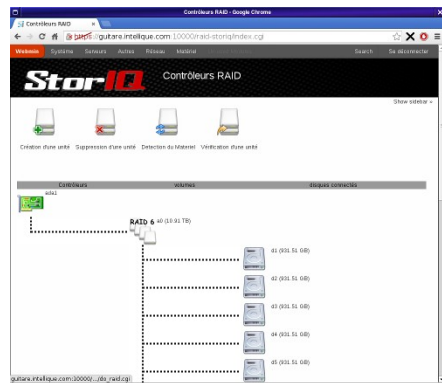 Contrôleurs RAID - Google Chrome
Contrôleurs RAID
https://guitare.intellique.com:10000/raid-storiq/index.cgi
Webmin Système Serveurs Autres Réseau Matériel
Search Se déconnecter
StorIQ
Contrôleurs RAID
Show sidebar
Création d'une unité Suppression d'une unité Detection du Materiel Vérification d'une unité
Contrôleurs volumes disques connectés
RAID 6 a0 (10.91 TB)
d1 (931.51 GB)
d2 (931.51 GB)
d3 (931.51 GB)
d4 (931.51 GB)
d5 (931.51 GB)
guitare.intellique.com:10000/.../do_raid.cgi